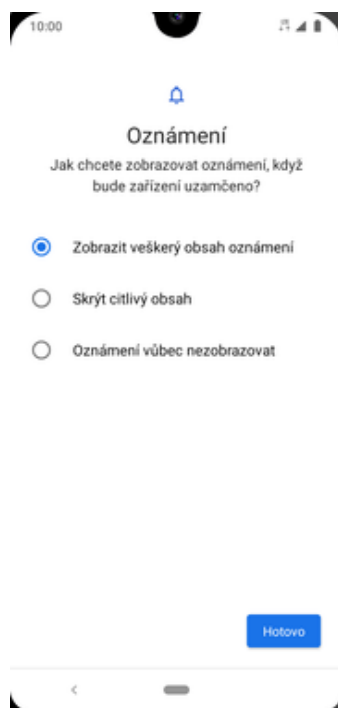 10:00
Oznámení
Jak chcete zobrazovat oznámení, když
bude zařízení uzamčeno?
Zobrazit veškerý obsah oznámení
Skrýt citlivý obsah
Oznámení vůbec nezobrazovat
Hotovo